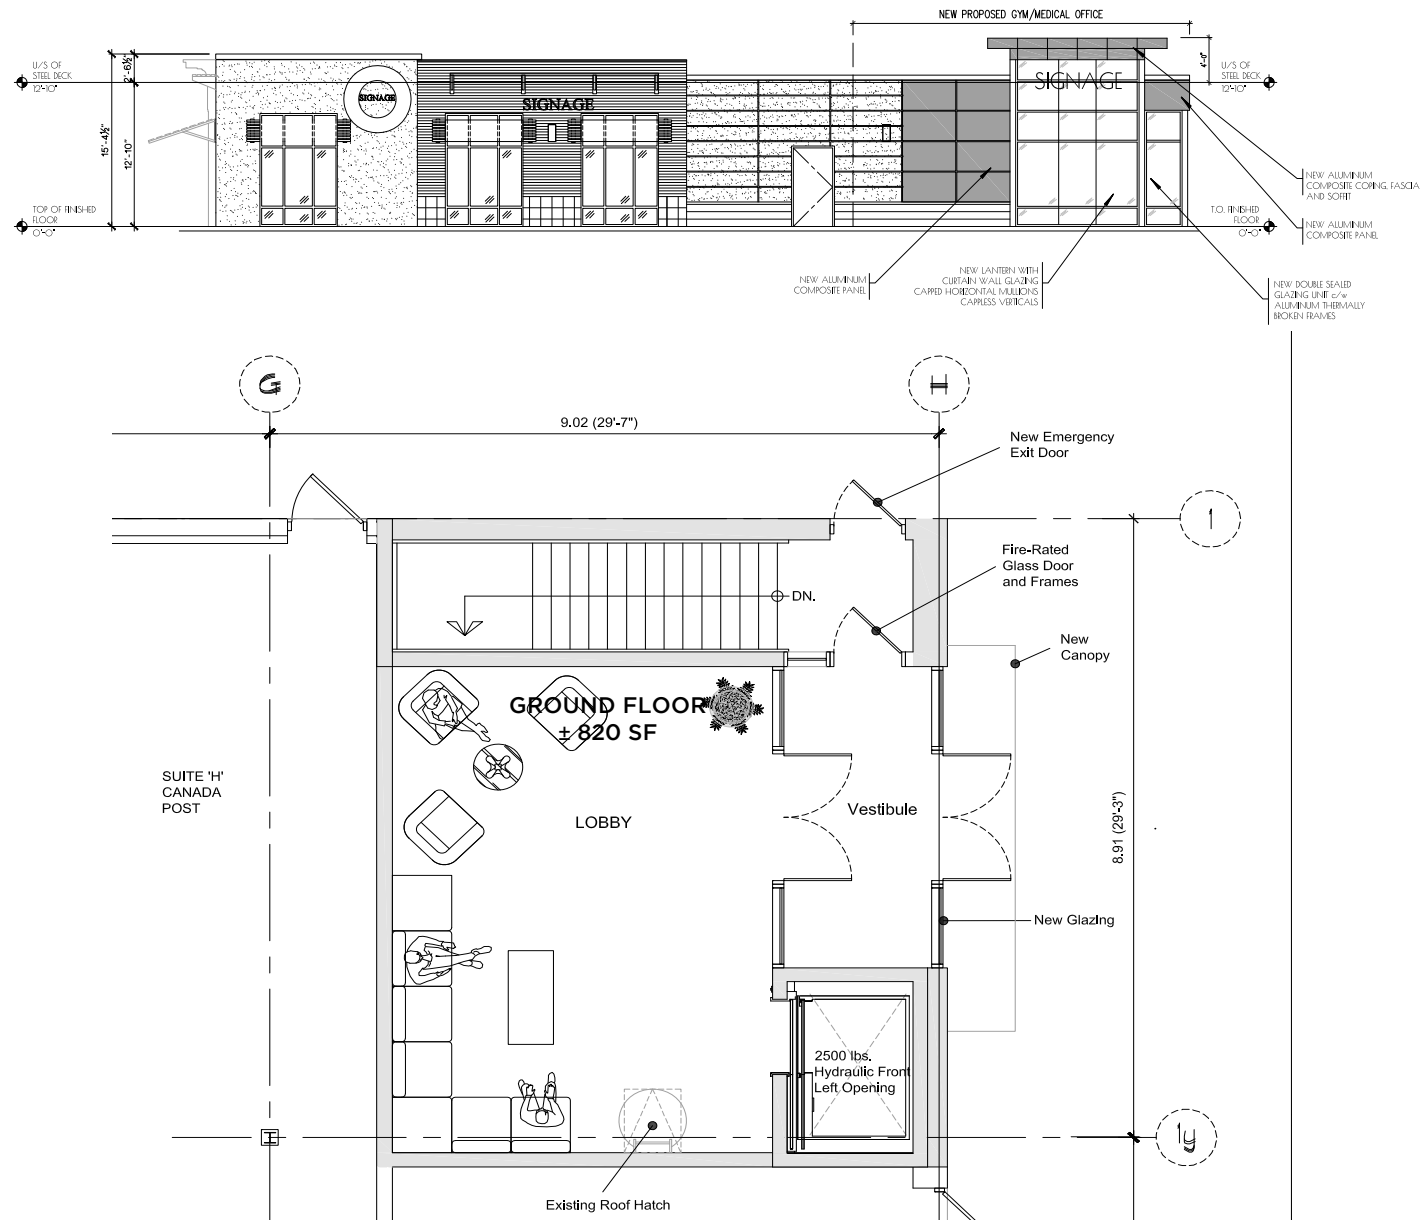 NEW PROPOSED GYM/MEDICAL OFFICE
U/S OF
STEEL DECK
12'-10"
15'-4½"
2'-6½"
12'-10"
SIGNAGE
SIGNAGE
SIGNAGE
4'-0"
U/S OF
STEEL DECK
12'-10"
TOP OF FINISHED
FLOOR
0'-0"
T.O. FINISHED
FLOOR
0'-0"
NEW ALUMINUM
COMPOSITE COPING, FASCIA
AND SOFFIT
NEW ALUMINUM
COMPOSITE PANEL
NEW ALUMINUM
COMPOSITE PANEL
NEW LANTERN WITH
CURTAIN WALL GLAZING
CAPPED HORIZONTAL MULLIONS
CAPPLESS VERTICALS
NEW DOUBLE SEALED
GLAZING UNIT c/w
ALUMINUM THERMALLY
BROKEN FRAMES
G
H
9.02 (29'-7")
New Emergency
Exit Door
1
Fire-Rated
Glass Door
and Frames
DN.
New
Canopy
GROUND FLOOR
± 820 SF
SUITE 'H'
CANADA
POST
LOBBY
Vestibule
8.91 (29'-3")
New Glazing
2500 lbs.
Hydraulic Front
Left Opening
Existing Roof Hatch